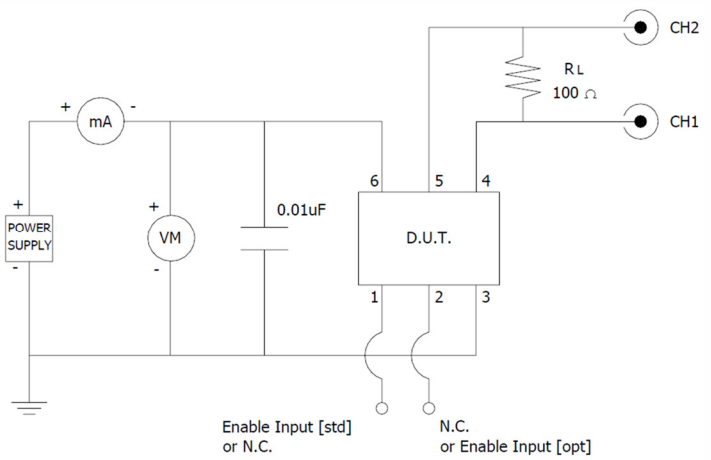 CH2
RL
100 Ω
+
-
mA
CH1
6
5
4
+
POWER
SUPPLY
-
+
VM
-
0.01uF
D.U.T.
1
2
3
Enable Input [std]
or N.C.
N.C.
or Enable Input [opt]